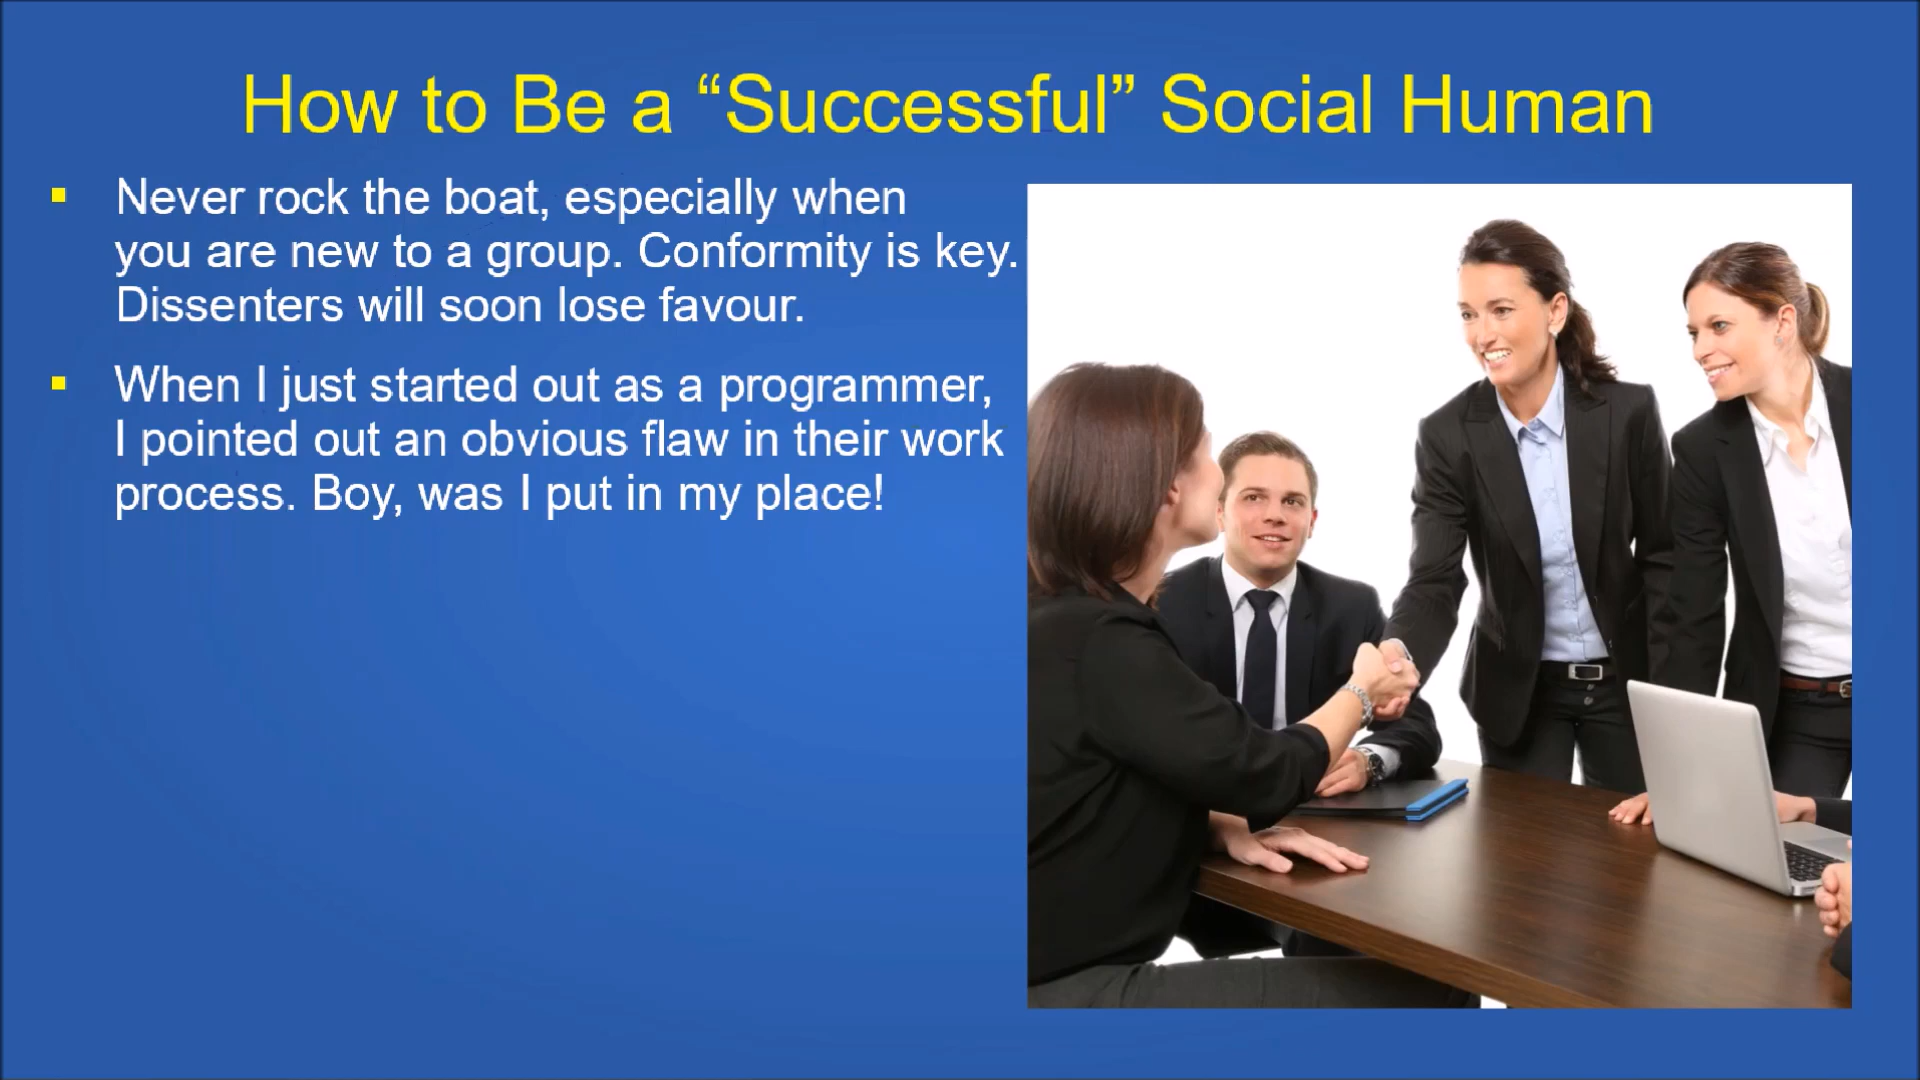 How to Be a “Successful” Social Human
Never rock the boat, especially when
you are new to a group. Conformity is key.
Dissenters will soon lose favour.
When I just started out as a programmer,
I pointed out an obvious flaw in their work
process. Boy, was I put in my place!